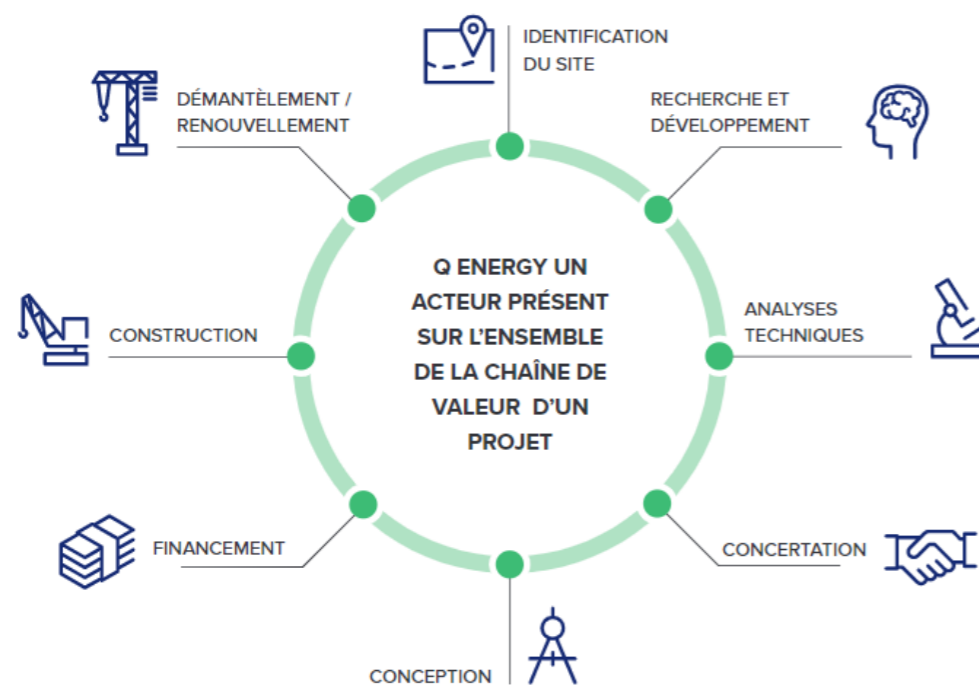 IDENTIFICATION
DU SITE
RECHERCHE ET
DÉVELOPPEMENT
ANALYSES
TECHNIQUES
CONCERTATION
CONCEPTION
FINANCEMENT
CONSTRUCTION
DÉMANTÈLEMENT /
RENOUVELLEMENT
Q ENERGY UN
ACTEUR PRÉSENT
SUR L'ENSEMBLE
DE LA CHAÎNE DE
VALEUR D'UN
PROJET